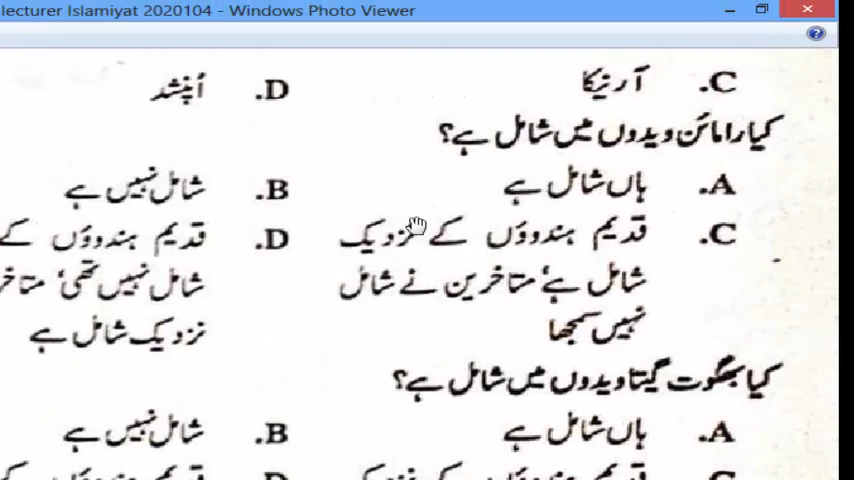 lecturer Islamiyat 2020104 - Windows Photo Viewer
C. آرنیکا D. اُپنشد
کیا رامائن ویدوں میں شامل ہے؟
A. ہاں شامل ہے B. شامل نہیں ہے
C. قدیم ہندوؤں کے نزدیک D. قدیم ہندوؤں کے
شامل ہے‘ متاخرین نے شامل شامل نہیں تھی‘
نہیں سمجھا نزدیک شامل ہے
کیا بھگوت گیتا ویدوں میں شامل ہے؟
A. ہاں شامل ہے B. شامل نہیں ہے